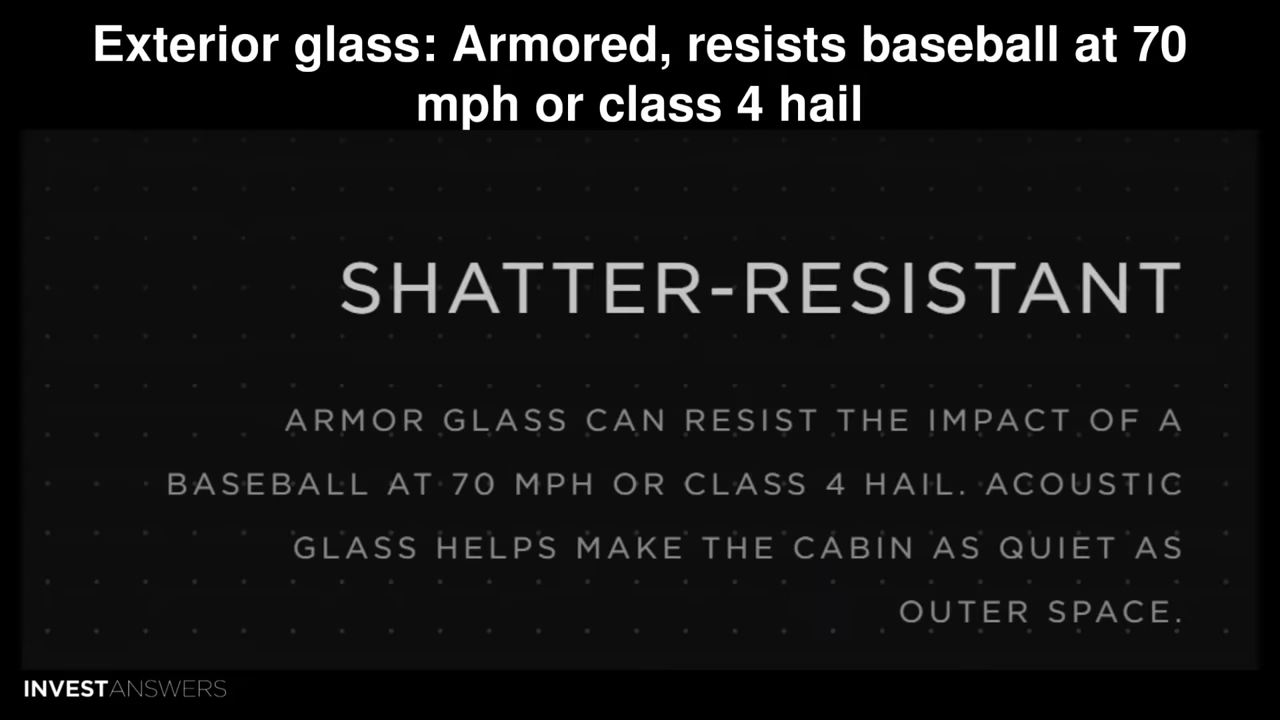 Exterior glass: Armored, resists baseball at 70
mph or class 4 hail
SHATTER-RESISTANT
ARMOR GLASS CAN RESIST THE IMPACT OF A
BASEBALL AT 70 MPH OR CLASS 4 HAIL. ACOUSTIC
GLASS HELPS MAKE THE CABIN AS QUIET AS
OUTER SPACE.
INVESTANSWERS